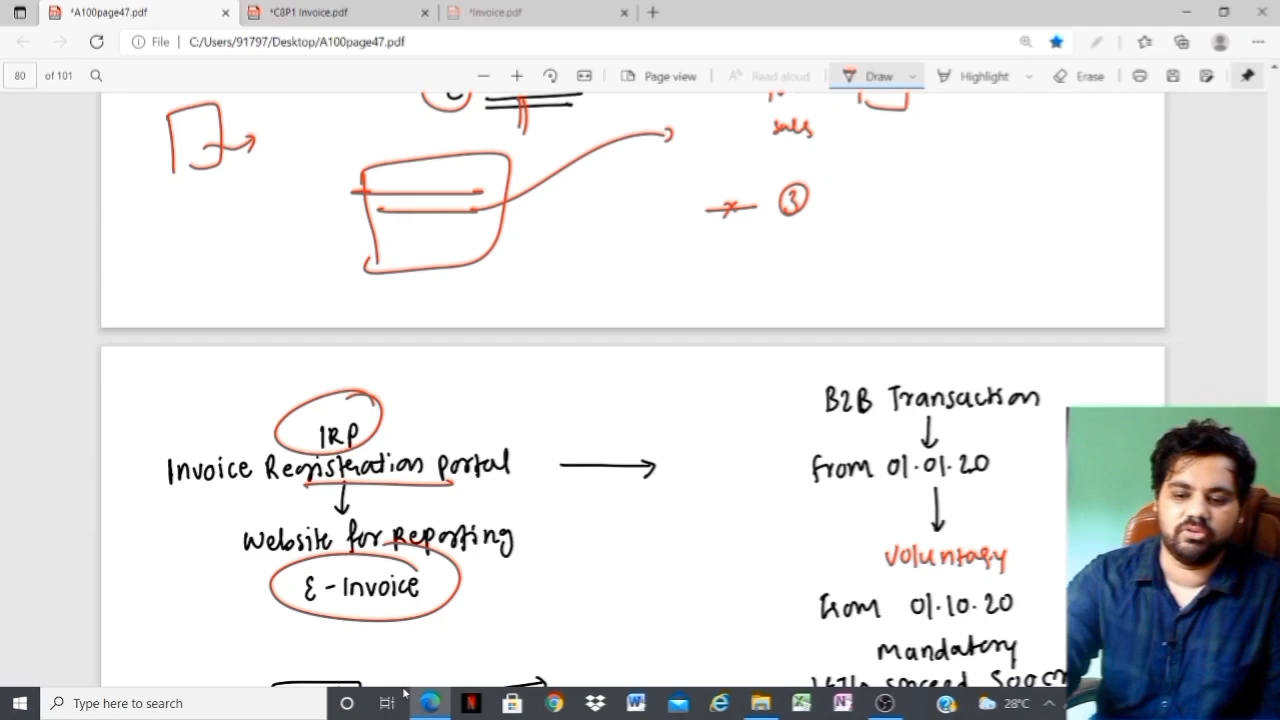 *A100page47.pdf
*CBP1 Invoice.pdf
*Invoice.pdf
File
C:/Users/91797/Desktop/A100page47.pdf
80 of 101
Page view
Read aloud
Draw
Highlight
Erase
sales
3
IRP
Invoice Registration portal
Website for Reporting
E-Invoice
B2B Transaction
from 01.01.20
Voluntary
from 01.10.20
Mandatory
Type here to search
28°C